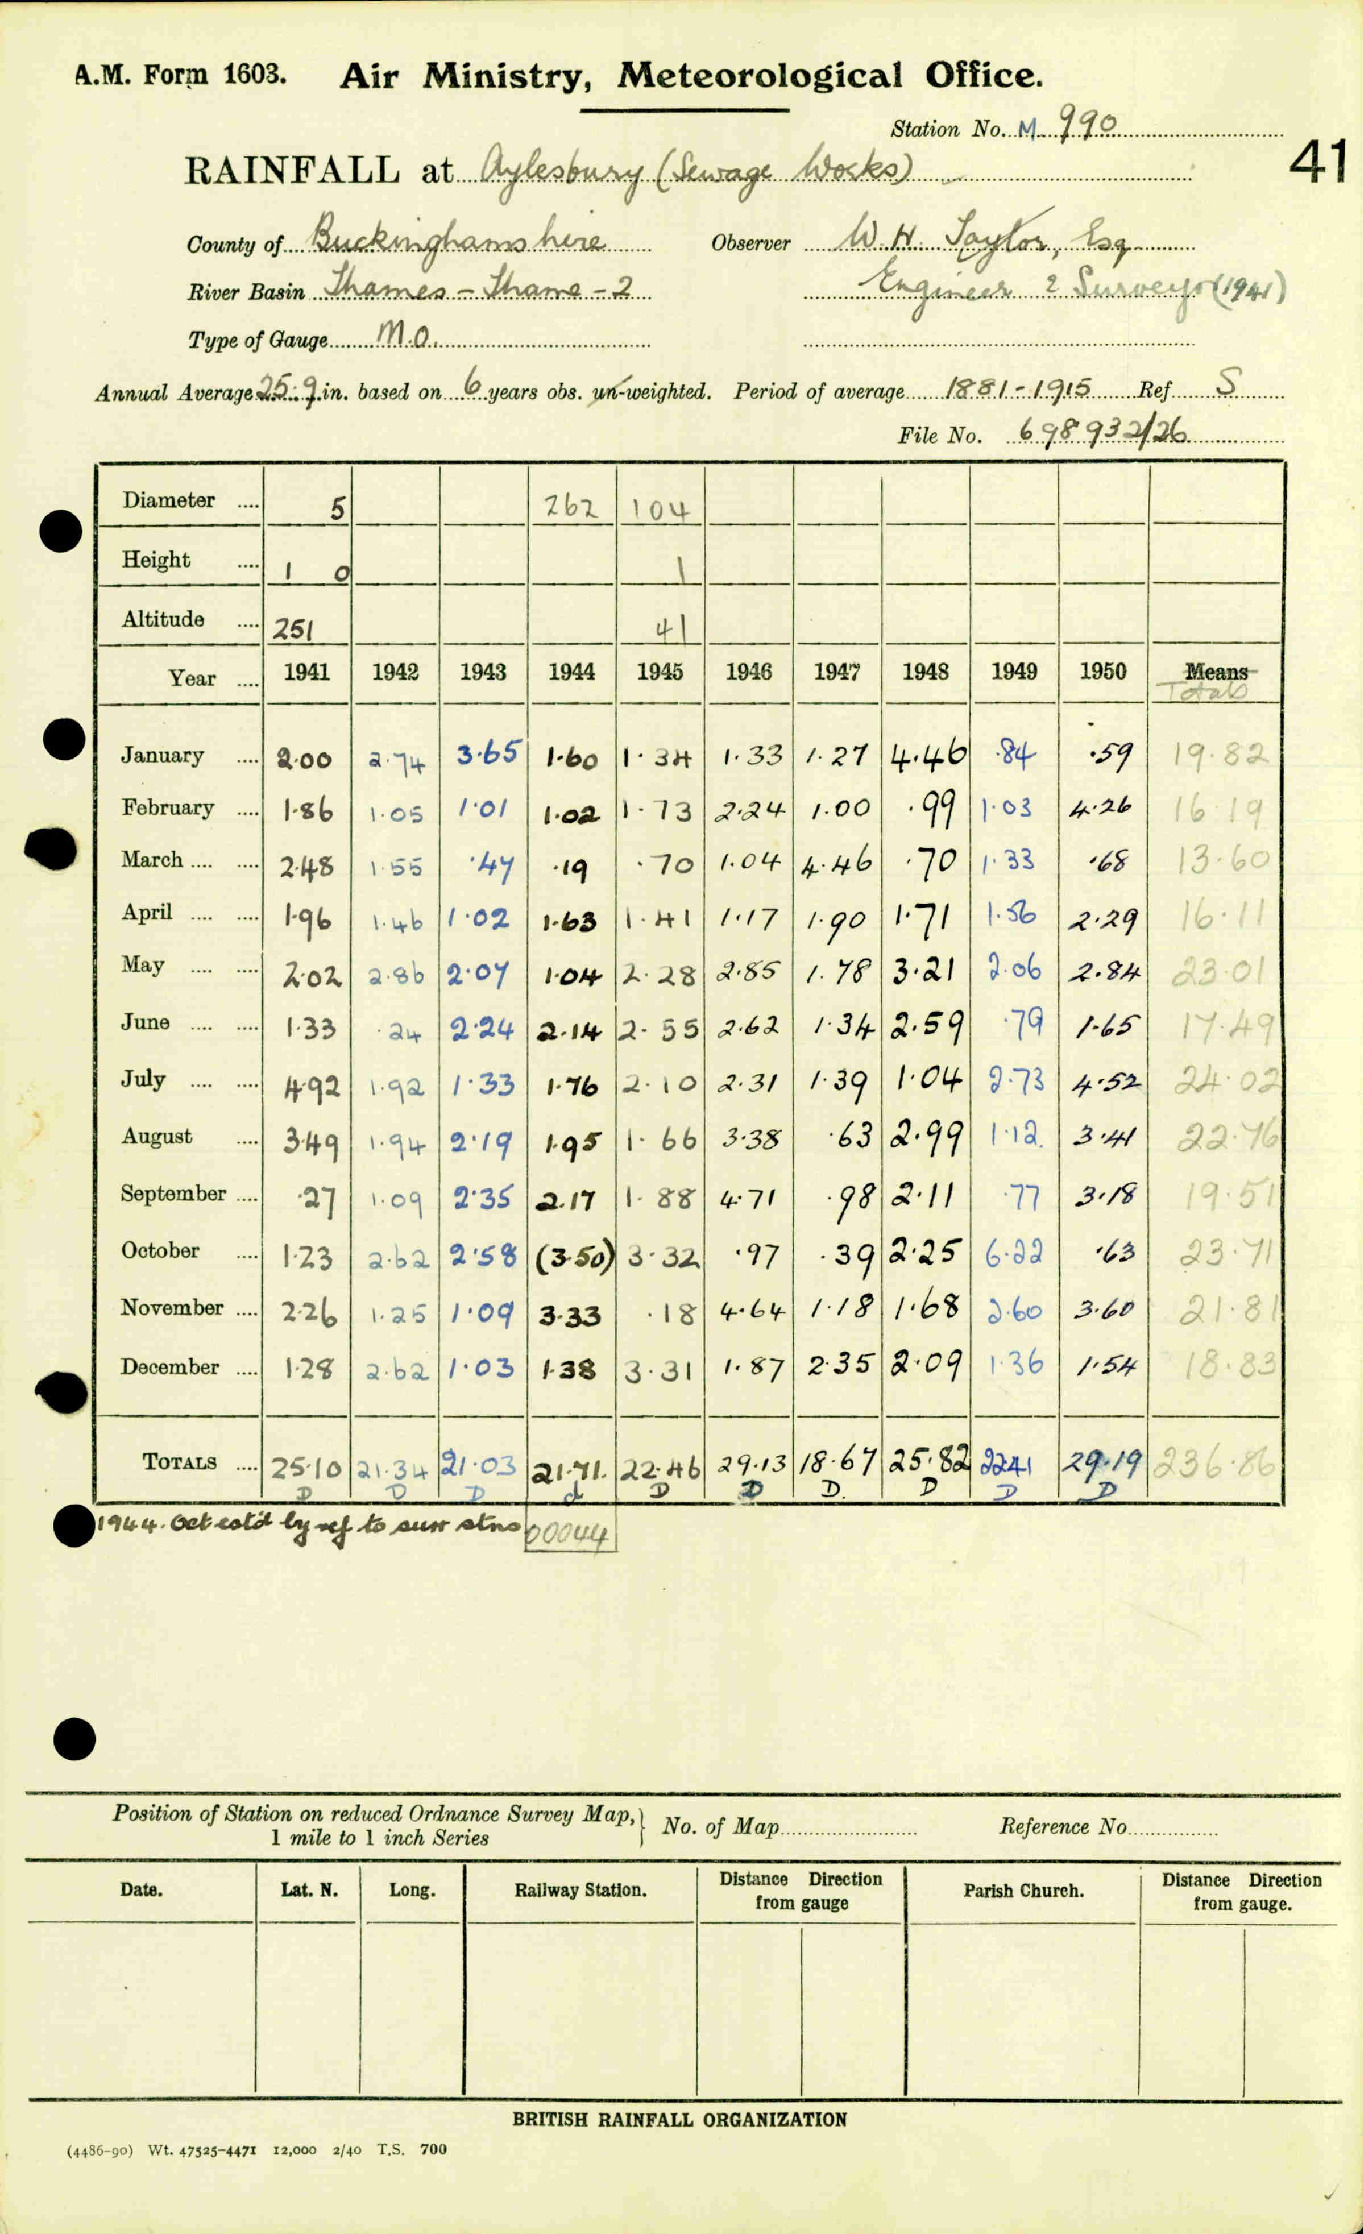 A.M. Form 1603. Air Ministry, Meteorological Office.
Station No. M 990
41
RAINFALL at Aylesbury (Sewage Works)
County of Buckinghamshire Observer W. H. Taylor, Esq
River Basin Thames - Thame - 2 Engineer & Surveyor (1941)
Type of Gauge M.O.
Annual Average 25.9 in. based on 6 years obs. un-weighted. Period of average 1881-1915 Ref S
File No. 698932/26
Diameter .... 5 262 104
Height .... 1 0 1
Altitude .... 251 41
Year .... 1941 1942 1943 1944 1945 1946 1947 1948 1949 1950 Means
Totals
January .... 2.00 2.74 3.65 1.60 1.34 1.33 1.27 4.46 .84 .59 19.82
February .... 1.86 1.05 1.01 1.02 1.73 2.24 1.00 .99 1.03 4.26 16.19
March .... .... 2.48 1.55 .47 .19 .70 1.04 4.46 .70 1.33 .68 13.60
April .... .... 1.96 1.46 1.02 1.63 1.41 1.17 1.90 1.71 1.56 2.29 16.11
May .... .... 2.02 2.86 2.07 1.04 2.28 2.85 1.78 3.21 2.06 2.84 23.01
June .... .... 1.33 .24 2.24 2.14 2.55 2.62 1.34 2.59 .79 1.65 17.49
July .... .... 4.92 1.92 1.33 1.76 2.10 2.31 1.39 1.04 2.73 4.52 24.02
August .... 3.49 1.94 2.19 1.95 1.66 3.38 .63 2.99 1.12 3.41 22.76
September .... .27 1.09 2.35 2.17 1.88 4.71 .98 2.11 .77 3.18 19.51
October .... 1.23 2.62 2.58 (3.50) 3.32 .97 .39 2.25 6.22 .63 23.71
November .... 2.26 1.25 1.09 3.33 .18 4.64 1.18 1.68 2.60 3.60 21.81
December .... 1.28 2.62 1.03 1.38 3.31 1.87 2.35 2.09 1.36 1.54 18.83
TOTALS .... 25.10 21.34 21.03 21.71. 22.46 29.13 18.67 25.82 22.41 29.19 236.86
D D D d D D D. D D D
1944. Oct est'd by ref to surr stns 00044
Position of Station on reduced Ordnance Survey Map, No. of Map Reference No
1 mile to 1 inch Series
Date. Lat. N. Long. Railway Station. Distance Direction from gauge Parish Church. Distance Direction from gauge.
BRITISH RAINFALL ORGANIZATION
(4486-90) Wt. 47525-4471 12,000 2/40 T.S. 700